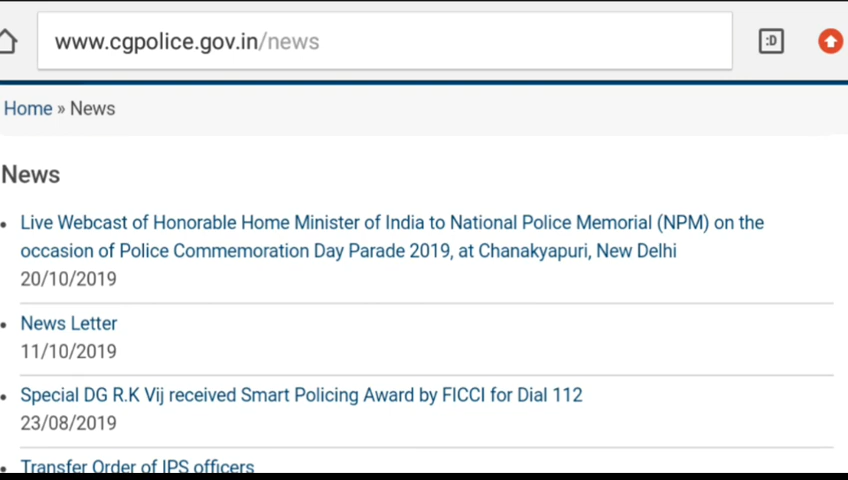 www.cgpolice.gov.in/news
:D
Home » News
News
• Live Webcast of Honorable Home Minister of India to National Police Memorial (NPM) on the
occasion of Police Commemoration Day Parade 2019, at Chanakyapuri, New Delhi
20/10/2019
• News Letter
11/10/2019
• Special DG R.K Vij received Smart Policing Award by FICCI for Dial 112
23/08/2019
• Transfer Order of IPS officers